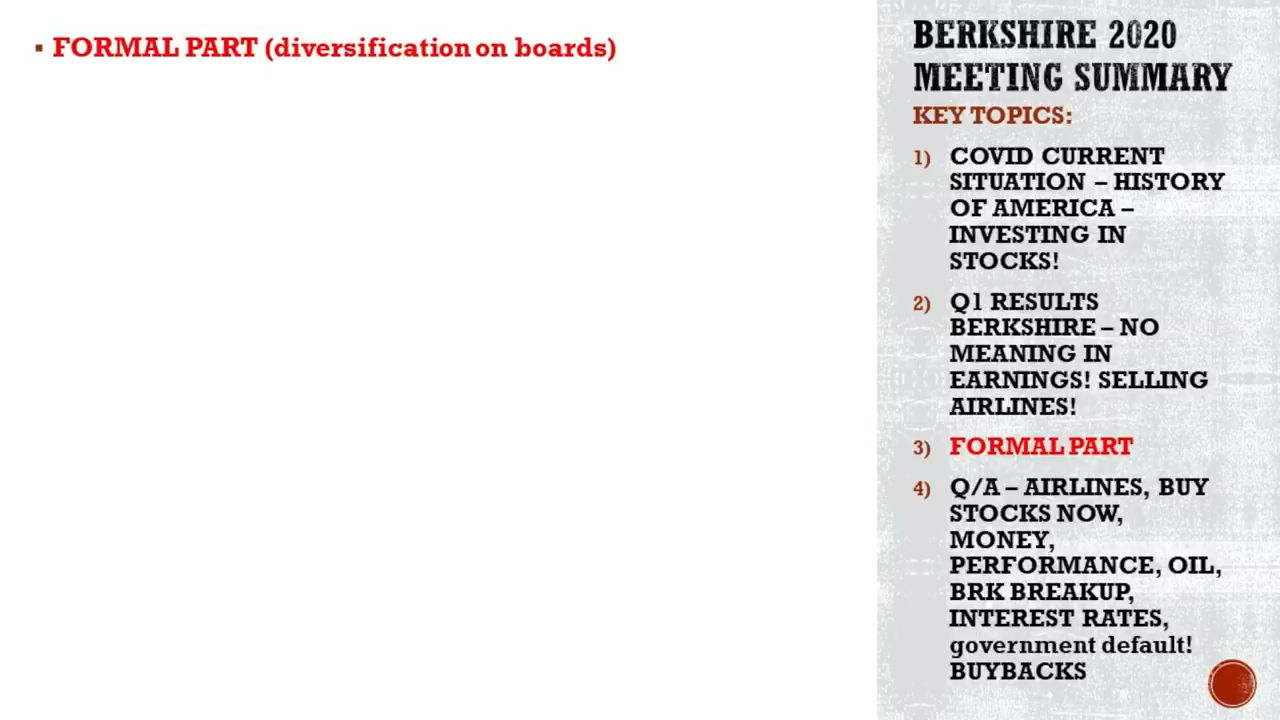 ▪ FORMAL PART (diversification on boards)
BERKSHIRE 2020
MEETING SUMMARY
KEY TOPICS:
1) COVID CURRENT
SITUATION – HISTORY
OF AMERICA –
INVESTING IN
STOCKS!
2) Q1 RESULTS
BERKSHIRE – NO
MEANING IN
EARNINGS! SELLING
AIRLINES!
3) FORMAL PART
4) Q/A – AIRLINES, BUY
STOCKS NOW,
MONEY,
PERFORMANCE, OIL,
BRK BREAKUP,
INTEREST RATES,
government default!
BUYBACKS